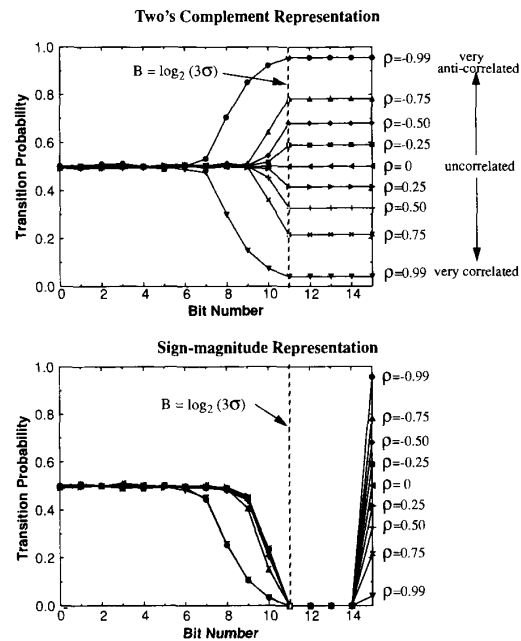 Two's Complement Representation
Transition Probability
1.0
0.8
0.6
0.4
0.2
0.0
B = log2 (3σ)
ρ=-0.99
ρ=-0.75
ρ=-0.50
ρ=-0.25
ρ=0
ρ=0.25
ρ=0.50
ρ=0.75
ρ=0.99
very
anti-correlated
uncorrelated
very correlated
0 2 4 6 8 10 12 14
Bit Number
Sign-magnitude Representation
Transition Probability
1.0
0.8
0.6
0.4
0.2
0.0
B = log2 (3σ)
ρ=-0.99
ρ=-0.75
ρ=-0.50
ρ=-0.25
ρ=0
ρ=0.25
ρ=0.50
ρ=0.75
ρ=0.99
0 2 4 6 8 10 12 14
Bit Number